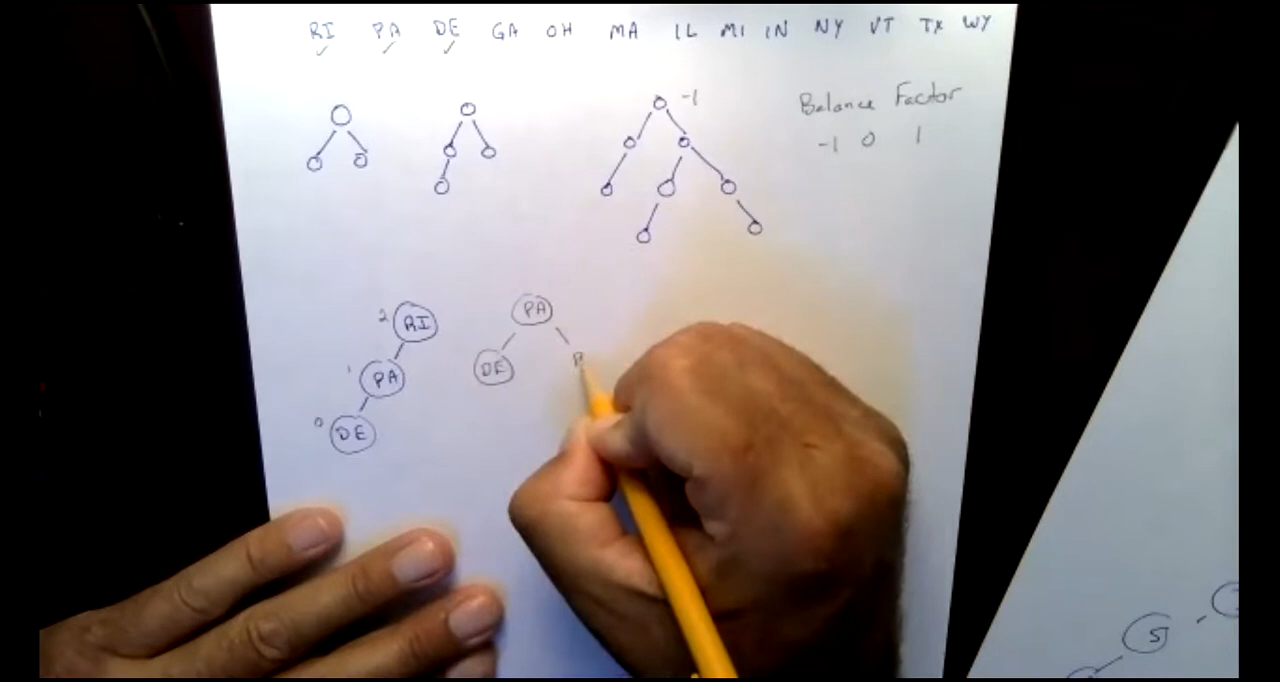 RI PA DE GA OH MA IL MI IN NY VT TX WY
-1
Balance Factor
-1 0 1
2 RI
1 PA
0 DE
PA
DE
5